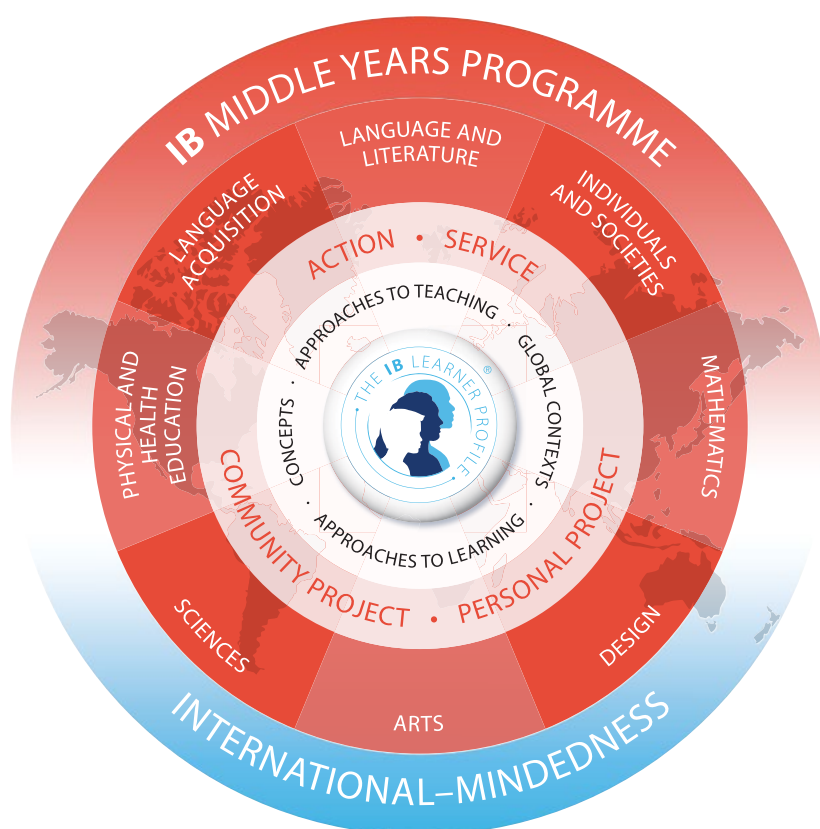 IB MIDDLE YEARS PROGRAMME
LANGUAGE AND
LITERATURE
INDIVIDUALS
AND SOCIETIES
MATHEMATICS
DESIGN
ARTS
SCIENCES
PHYSICAL AND
HEALTH
EDUCATION
LANGUAGE
ACQUISITION
ACTION • SERVICE
COMMUNITY PROJECT • PERSONAL PROJECT
APPROACHES TO TEACHING · GLOBAL CONTEXTS · APPROACHES TO LEARNING · CONCEPTS ·
• THE IB LEARNER PROFILE • ®
INTERNATIONAL–MINDEDNESS